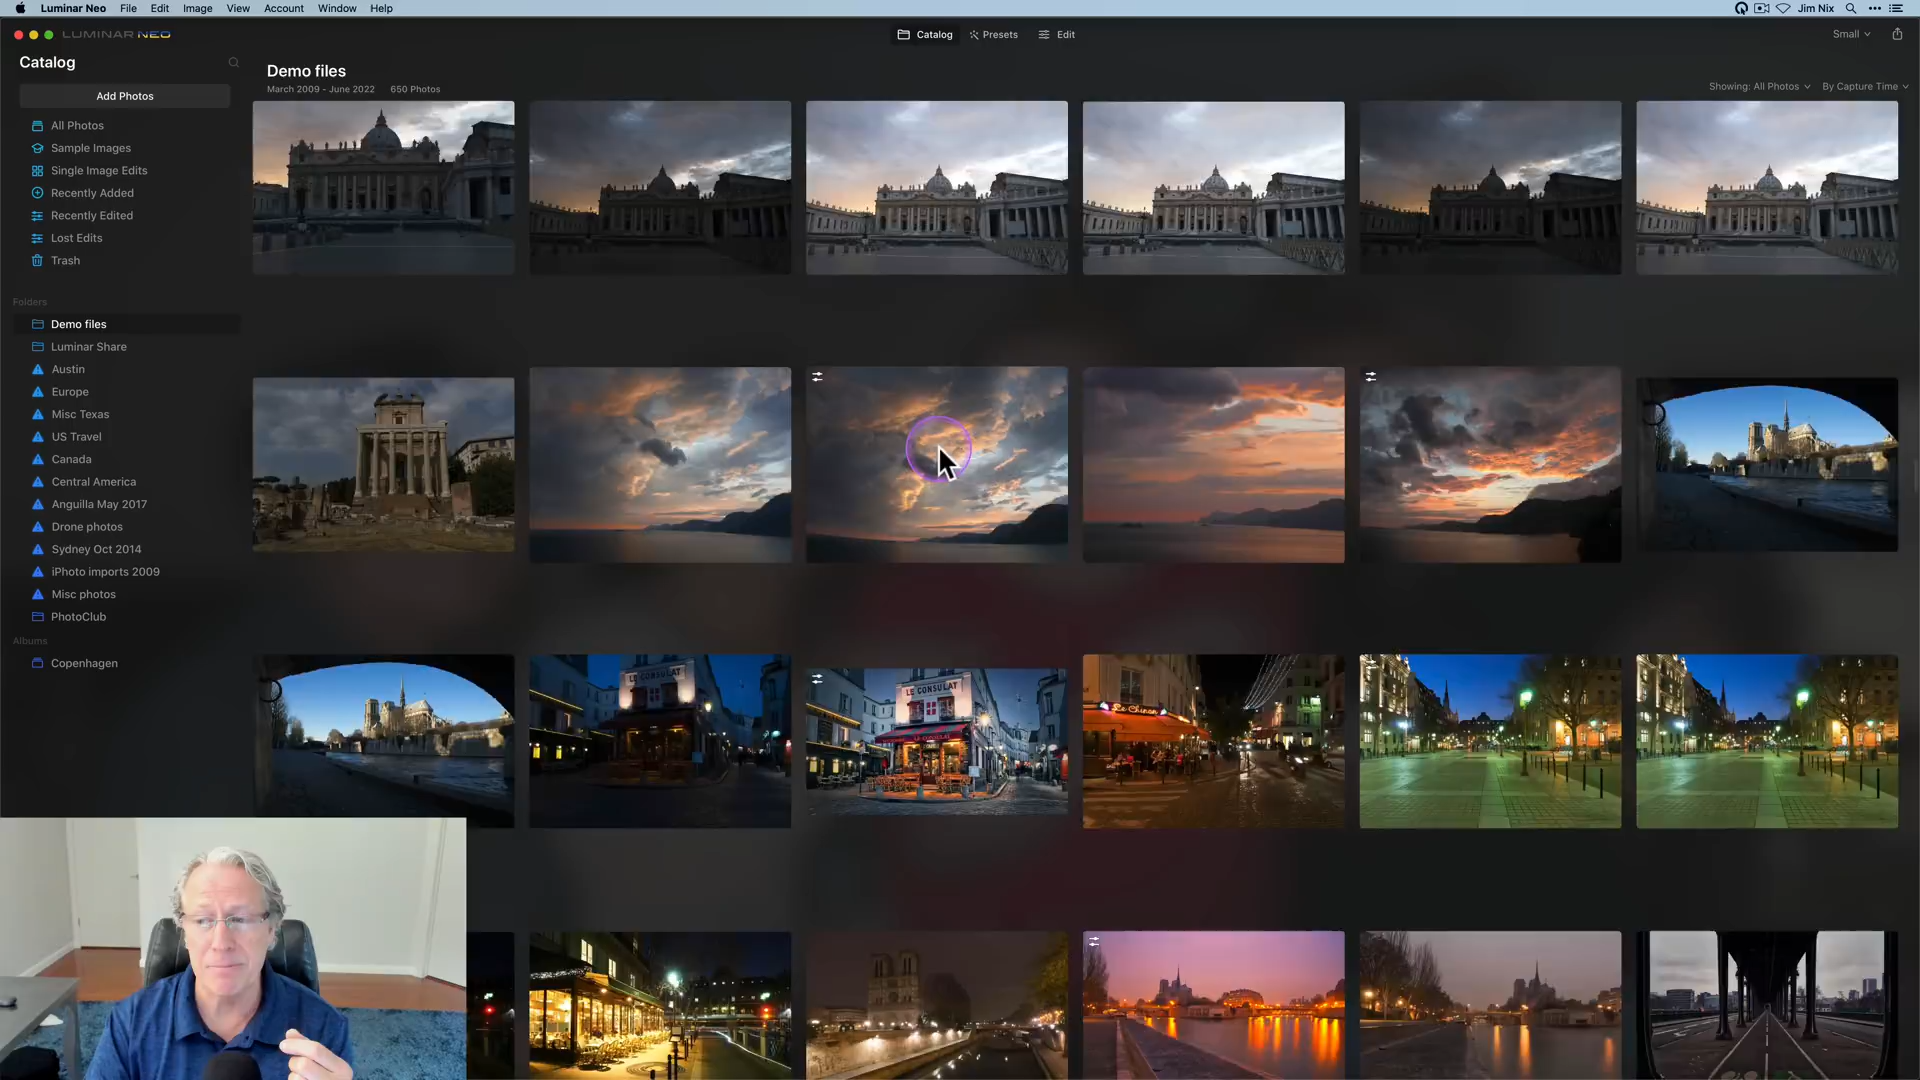 Luminar Neo File Edit Image View Account Window Help Jim Nix
LUMINAR NEO Catalog Presets Edit Small
Catalog
Demo files
March 2009 - June 2022 650 Photos Showing: All Photos By Capture Time
Add Photos
All Photos
Sample Images
Single Image Edits
Recently Added
Recently Edited
Lost Edits
Trash
Folders
Demo files
Luminar Share
Austin
Europe
Misc Texas
US Travel
Canada
Central America
Anguilla May 2017
Drone photos
Sydney Oct 2014
iPhoto imports 2009
Misc photos
PhotoClub
Albums
Copenhagen
LE CONSULAT
LE CONSULAT